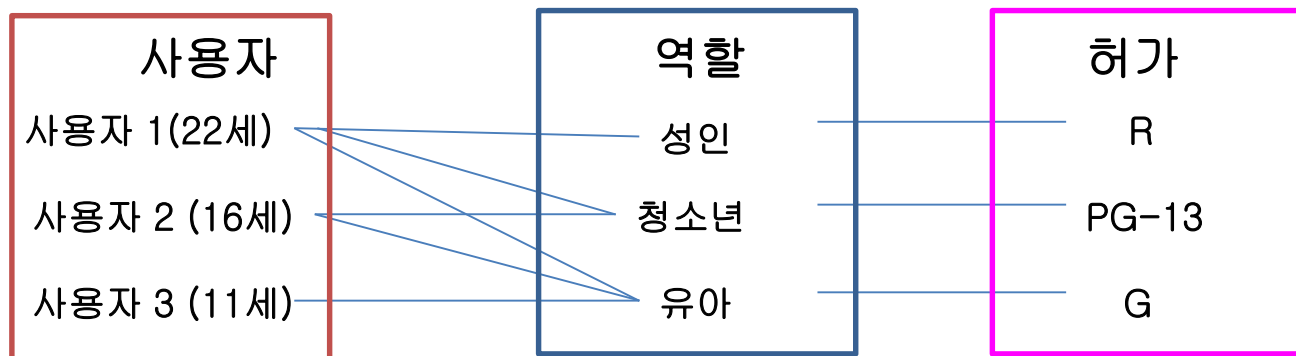 사용자 역할 허가
사용자 1(22세) 성인 R
사용자 2 (16세) 청소년 PG-13
사용자 3 (11세) 유아 G